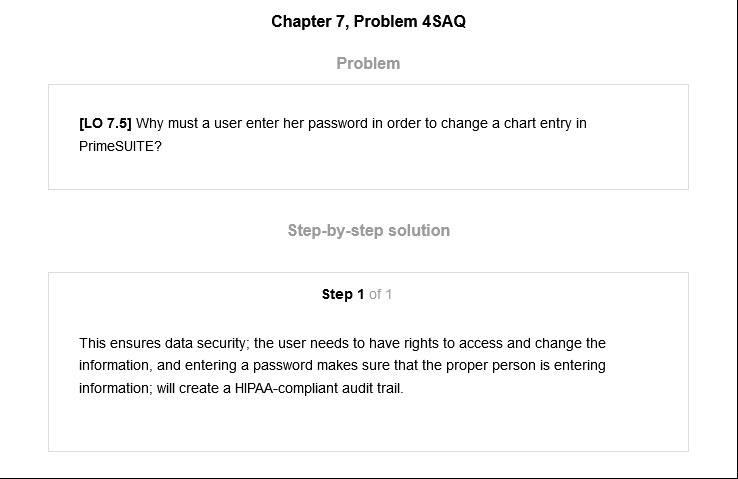 Chapter 7, Problem 4SAQ
Problem
[LO 7.5] Why must a user enter her password in order to change a chart entry in
PrimeSUITE?
Step-by-step solution
Step 1 of 1
This ensures data security; the user needs to have rights to access and change the
information, and entering a password makes sure that the proper person is entering
information; will create a HIPAA-compliant audit trail.